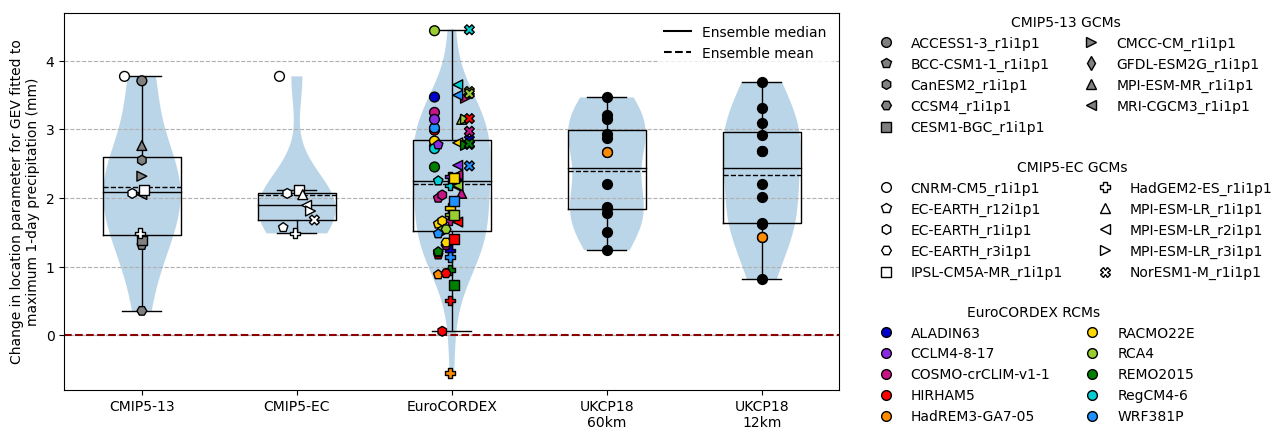 Change in location parameter for GEV fitted to
maximum 1-day precipitation (mm)
4
3
2
1
0
Ensemble median
Ensemble mean
CMIP5-13
CMIP5-EC
EuroCORDEX
UKCP18
60km
UKCP18
12km
CMIP5-13 GCMs
ACCESS1-3_r1i1p1
BCC-CSM1-1_r1i1p1
CanESM2_r1i1p1
CCSM4_r1i1p1
CESM1-BGC_r1i1p1
CMCC-CM_r1i1p1
GFDL-ESM2G_r1i1p1
MPI-ESM-MR_r1i1p1
MRI-CGCM3_r1i1p1
CMIP5-EC GCMs
CNRM-CM5_r1i1p1
EC-EARTH_r12i1p1
EC-EARTH_r1i1p1
EC-EARTH_r3i1p1
IPSL-CM5A-MR_r1i1p1
HadGEM2-ES_r1i1p1
MPI-ESM-LR_r1i1p1
MPI-ESM-LR_r2i1p1
MPI-ESM-LR_r3i1p1
NorESM1-M_r1i1p1
EuroCORDEX RCMs
ALADIN63
CCLM4-8-17
COSMO-crCLIM-v1-1
HIRHAM5
HadREM3-GA7-05
RACMO22E
RCA4
REMO2015
RegCM4-6
WRF381P